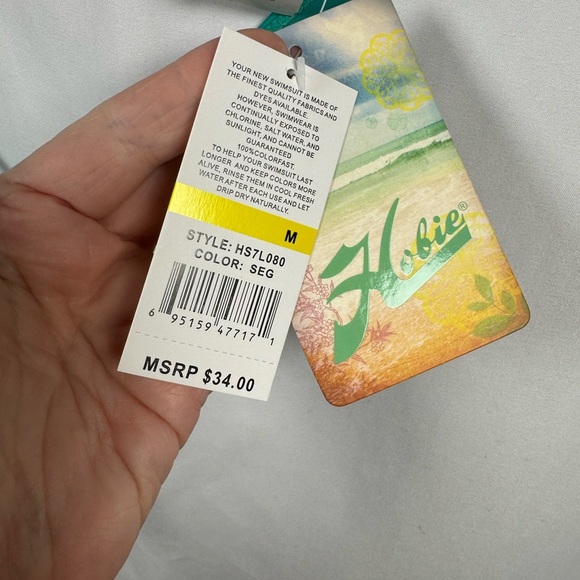 YOUR NEW SWIMSUIT IS MADE OF
THE FINEST QUALITY FABRICS AND
DYES AVAILABLE.
HOWEVER, SWIMWEAR IS
CONTINUALLY EXPOSED TO
CHLORINE, SALT WATER, AND
SUNLIGHT, AND CANNOT BE
GUARANTEED
100%COLORFAST.
TO HELP YOUR SWIMSUIT LAST
LONGER, AND KEEP COLORS MORE
ALIVE, RINSE THEM IN COOL FRESH
WATER AFTER EACH USE AND LET
DRIP DRY NATURALLY.
M
STYLE: HS7L080
COLOR: SEG
6 95159 47717 1
MSRP $34.00
Hobie®